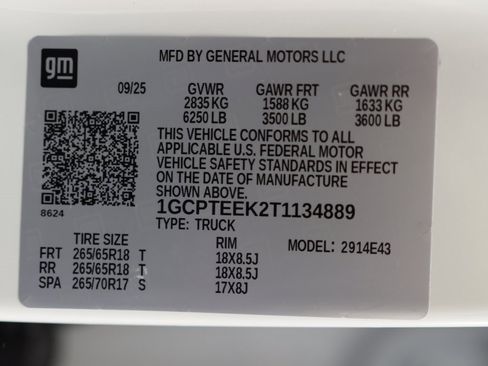 gm
MFD BY GENERAL MOTORS LLC
09/25 GVWR GAWR FRT GAWR RR
2835 KG 1588 KG 1633 KG
6250 LB 3500 LB 3600 LB
THIS VEHICLE CONFORMS TO ALL
APPLICABLE U.S. FEDERAL MOTOR
VEHICLE SAFETY STANDARDS IN EFFECT
ON THE DATE OF MANUFACTURE
SHOWN ABOVE.
8624
1GCPTEEK2T1134889
TYPE: TRUCK
TIRE SIZE RIM MODEL: 2914E43
FRT 265/65R18 T 18X8.5J
RR 265/65R18 T 18X8.5J
SPA 265/70R17 S 17X8J